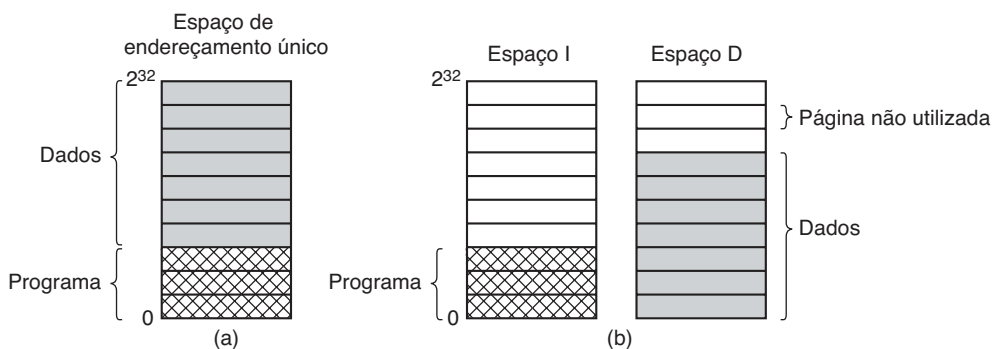 Espaço de
endereçamento único
2³²
Dados
Programa
0
(a)
Espaço I
Espaço D
2³²
Página não utilizada
Dados
Programa
0
(b)